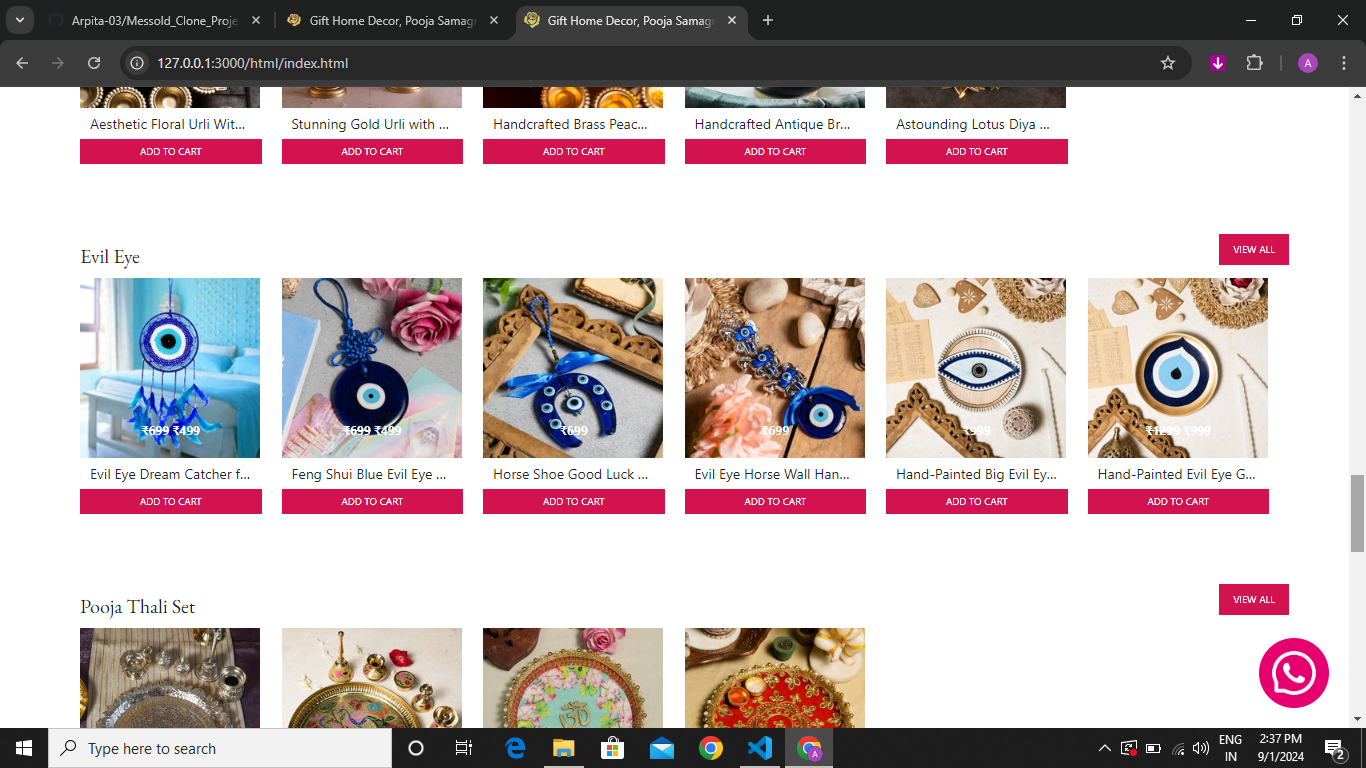 Arpita-03/Messold_Clone_Proje
Gift Home Decor, Pooja Samagr
Gift Home Decor, Pooja Samagr
127.0.0.1:3000/html/index.html
A
Aesthetic Floral Urli Wit...
Stunning Gold Urli with ...
Handcrafted Brass Peac...
Handcrafted Antique Br...
Astounding Lotus Diya ...
ADD TO CART
ADD TO CART
ADD TO CART
ADD TO CART
ADD TO CART
Evil Eye
VIEW ALL
₹699 ₹499
₹699 ₹499
₹699
₹699
₹999
₹1299 ₹999
Evil Eye Dream Catcher f...
Feng Shui Blue Evil Eye ...
Horse Shoe Good Luck ...
Evil Eye Horse Wall Han...
Hand-Painted Big Evil Ey...
Hand-Painted Evil Eye G...
ADD TO CART
ADD TO CART
ADD TO CART
ADD TO CART
ADD TO CART
ADD TO CART
Pooja Thali Set
VIEW ALL
ॐ
Type here to search
A
ENG
IN
2:37 PM
9/1/2024
2